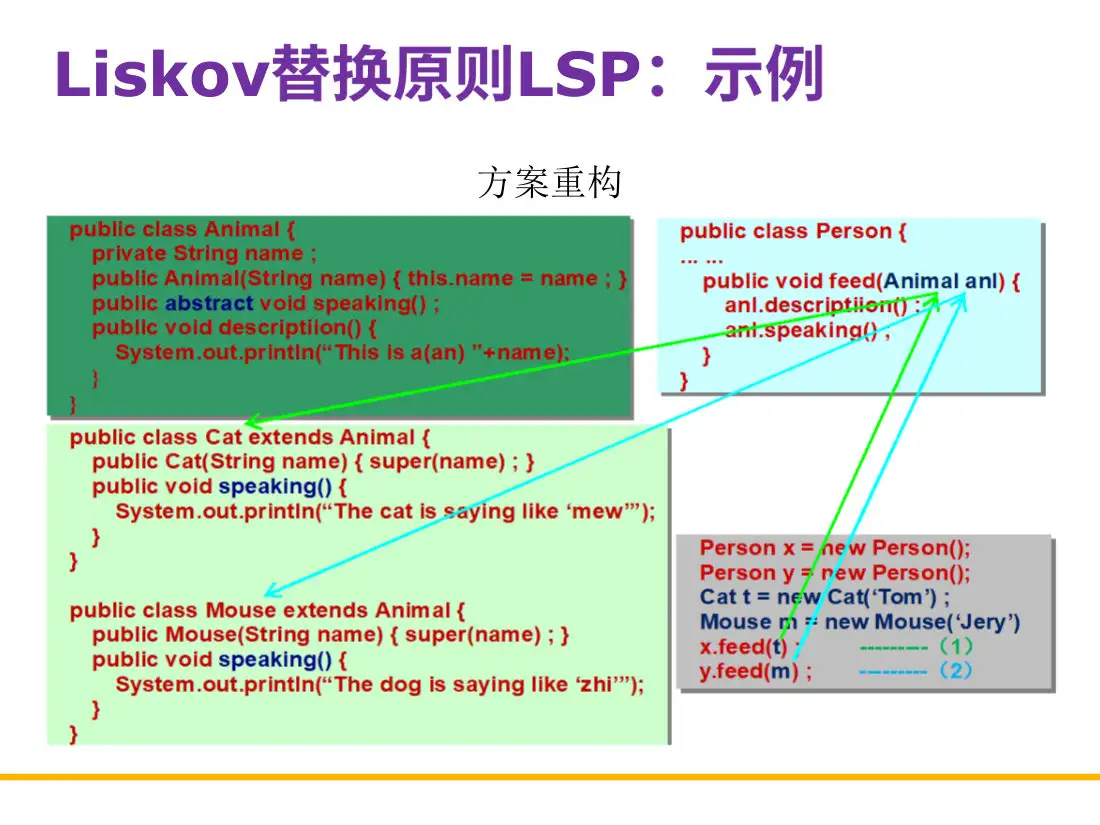 Liskov替换原则LSP：示例
方案重构
public class Animal {
private String name ;
public Animal(String name) { this.name = name ; }
public abstract void speaking() ;
public void descriptiion() {
System.out.println(“This is a(an) ”+name);
}
}
public class Cat extends Animal {
public Cat(String name) { super(name) ; }
public void speaking() {
System.out.println(“The cat is saying like ‘mew’”);
}
}
public class Mouse extends Animal {
public Mouse(String name) { super(name) ; }
public void speaking() {
System.out.println(“The dog is saying like ‘zhi’”);
}
}
public class Person {
... ...
public void feed(Animal anl) {
anl.descriptiion() ;
anl.speaking() ;
}
}
Person x = new Person();
Person y = new Person();
Cat t = new Cat(‘Tom’) ;
Mouse m = new Mouse(‘Jery’)
x.feed(t) ; ---------（1）
y.feed(m) ; ---------（2）